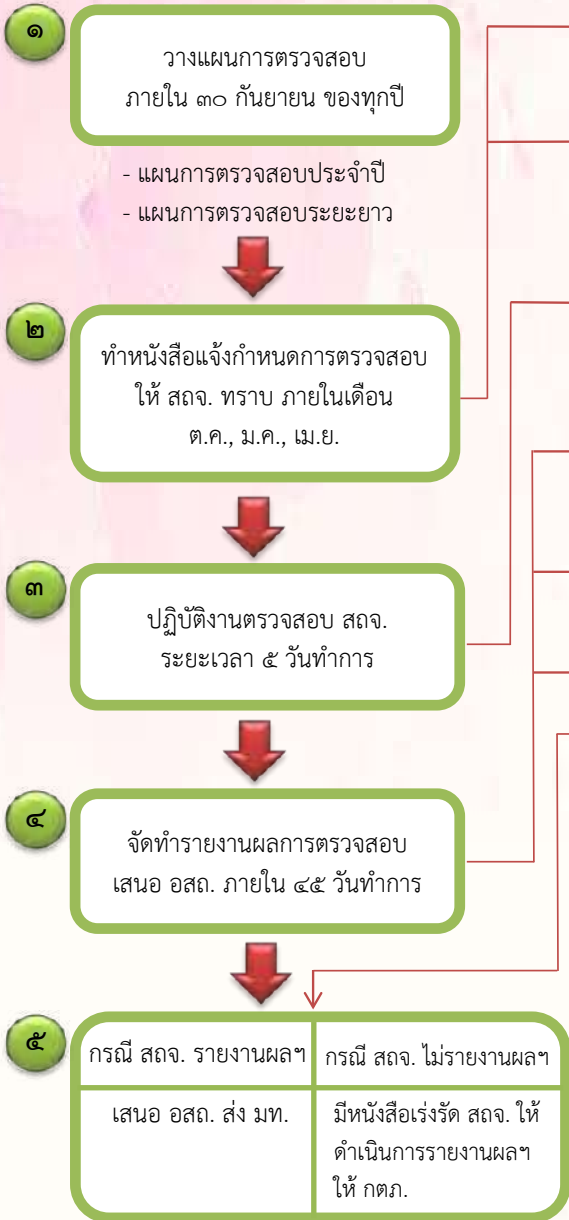 ๑
วางแผนการตรวจสอบ
ภายใน ๓๐ กันยายน ของทุกปี
- แผนการตรวจสอบประจำปี
- แผนการตรวจสอบระยะยาว
๒
ทำหนังสือแจ้งกำหนดการตรวจสอบ
ให้ สถจ. ทราบ ภายในเดือน
ต.ค., ม.ค., เม.ย.
๓
ปฏิบัติงานตรวจสอบ สถจ.
ระยะเวลา ๕ วันทำการ
๔
จัดทำรายงานผลการตรวจสอบ
เสนอ อสถ. ภายใน ๔๕ วันทำการ
๕
กรณี สถจ. รายงานผลฯ
กรณี สถจ. ไม่รายงานผลฯ
เสนอ อสถ. ส่ง มท.
มีหนังสือเร่งรัด สถจ. ให้
ดำเนินการรายงานผลฯ
ให้ กตภ.